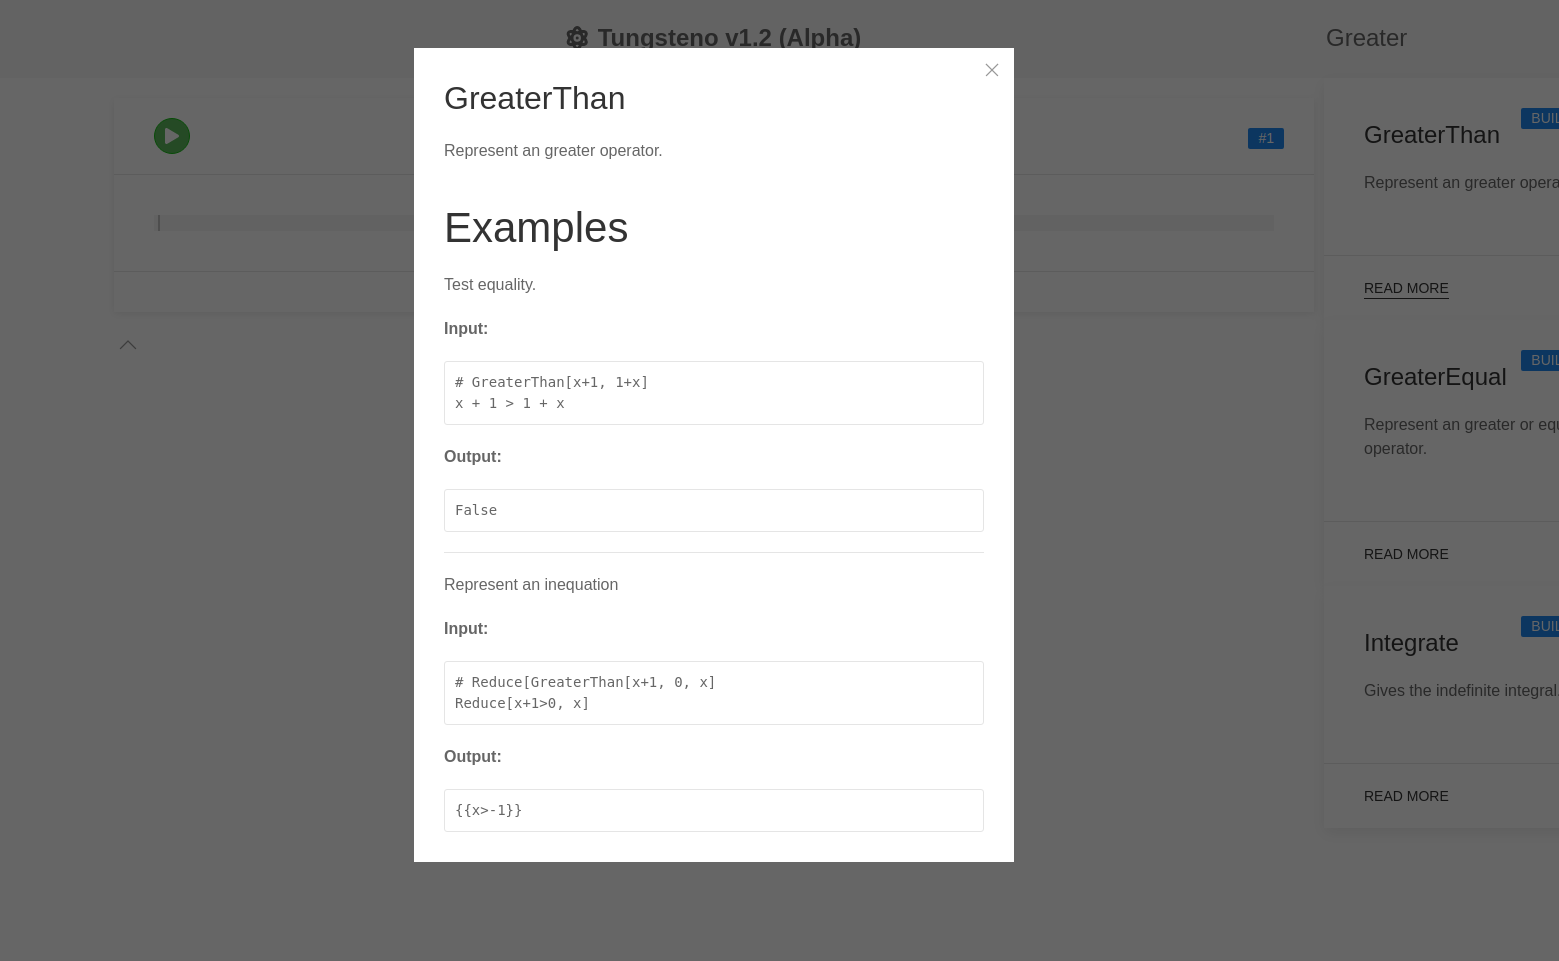 Tungsteno v1.2 (Alpha)
Greater
GreaterThan
Represent an greater operator.
Examples
Test equality.
Input:
# GreaterThan[x+1, 1+x]
x + 1 > 1 + x
Output:
False
Represent an inequation
Input:
# Reduce[GreaterThan[x+1, 0, x]
Reduce[x+1>0, x]
Output:
{{x>-1}}
#1
BUIL
GreaterThan
Represent an greater opera
READ MORE
BUIL
GreaterEqual
Represent an greater or equ
operator.
READ MORE
BUIL
Integrate
Gives the indefinite integral
READ MORE